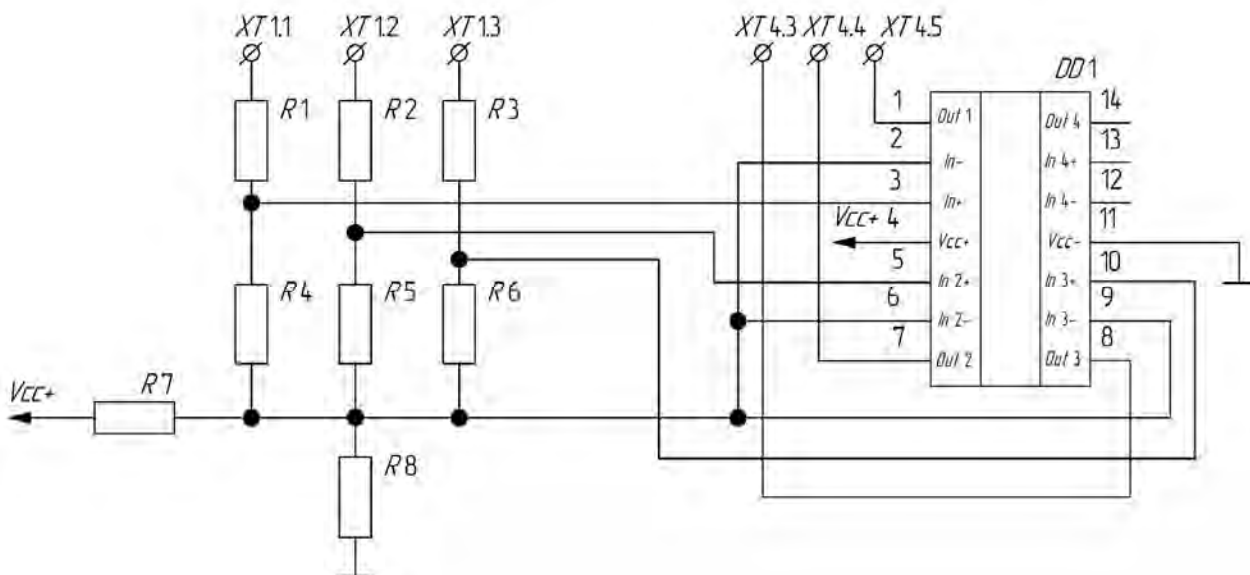 XT1.1 XT1.2 XT1.3 XT4.3 XT4.4 XT4.5
DD1
R1 R2 R3
1 Out 1 Out 4 14
2 In- In 4+ 13
3 In+ In 4- 12
Vcc+ 4 Vcc+ Vcc- 11
5 In 2+ In 3+ 10
6 In 2- In 3- 9
7 Out 2 Out 3 8
R4 R5 R6
Vcc+ R7
R8